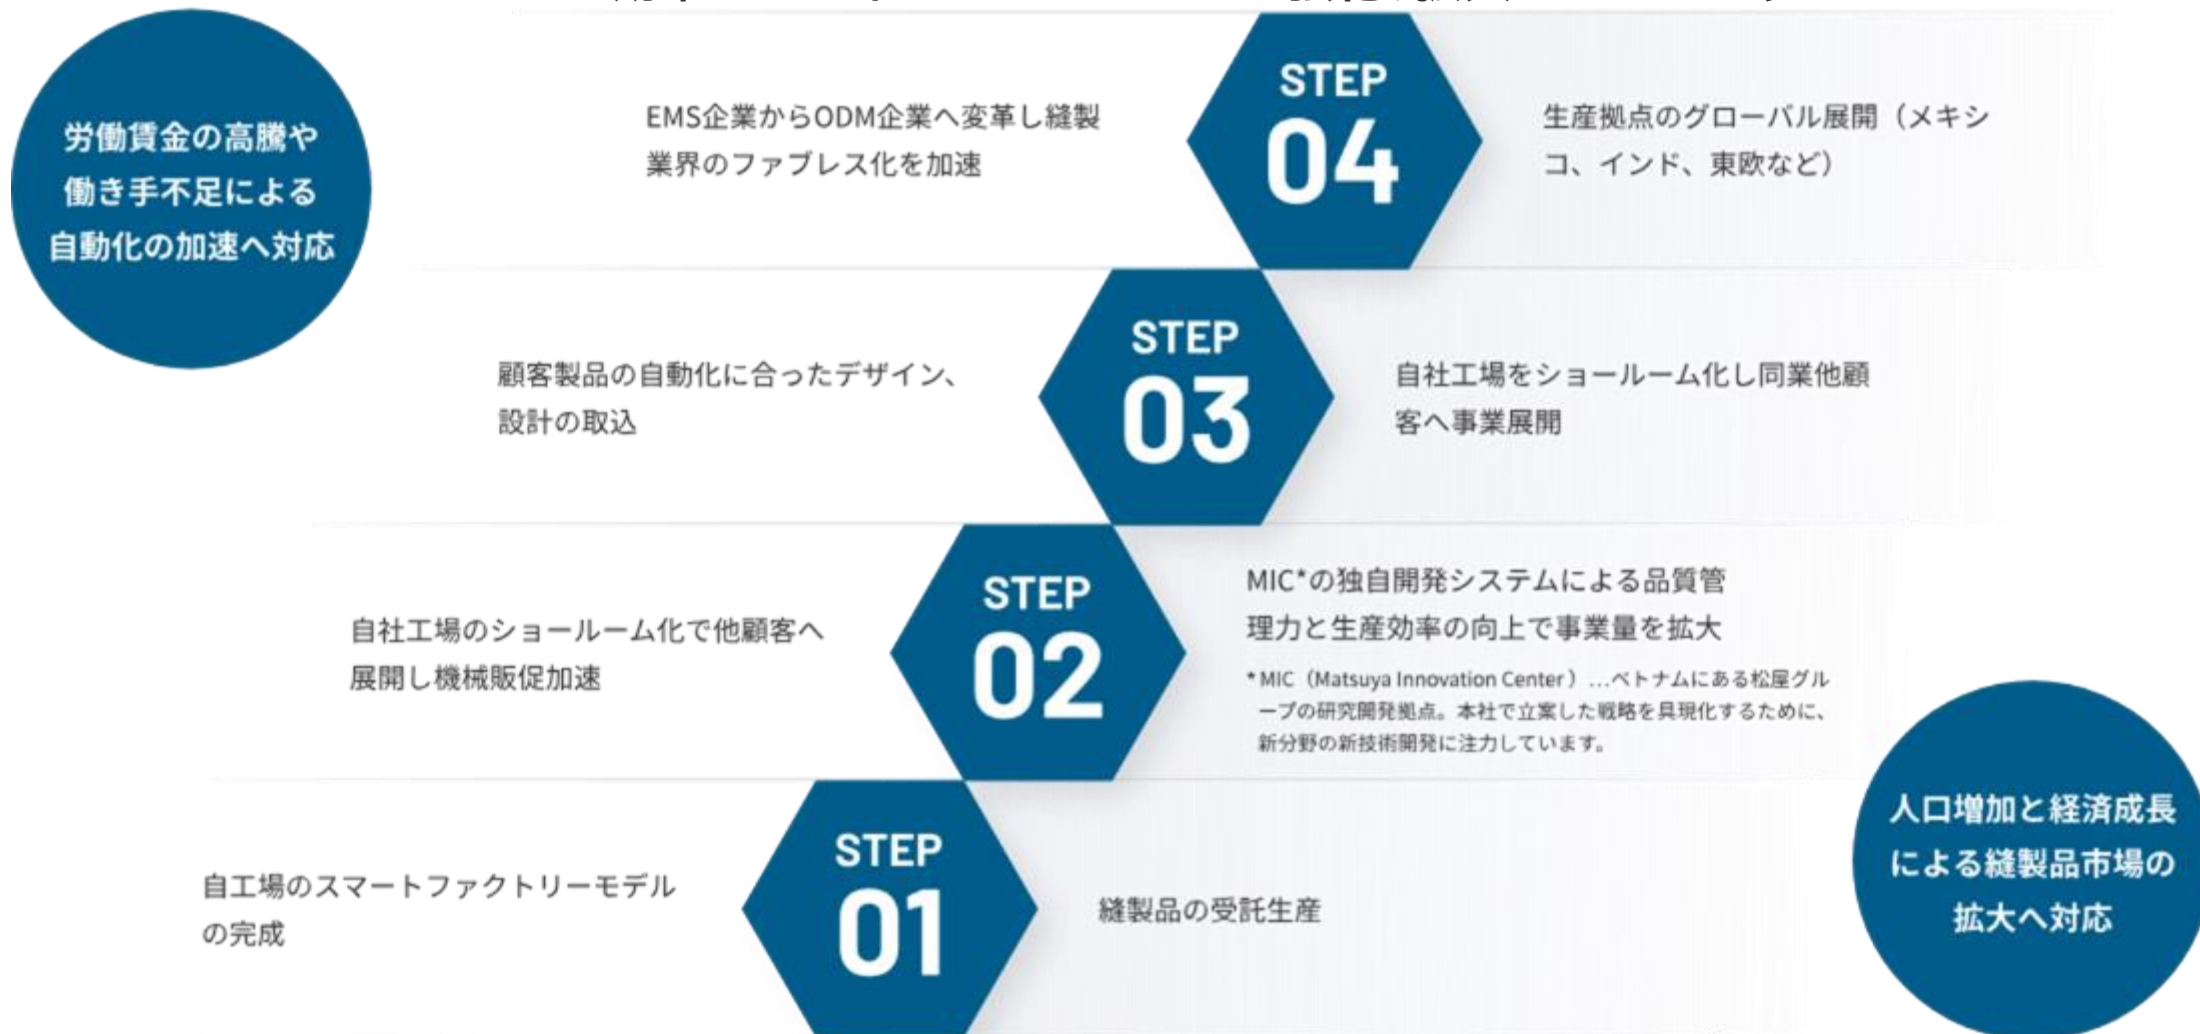 労働賃金の高騰や
働き手不足による
自動化の加速へ対応
EMS企業からODM企業へ変革し縫製
業界のファブレス化を加速
STEP
04
生産拠点のグローバル展開（メキシ
コ、インド、東欧など）
顧客製品の自動化に合ったデザイン、
設計の取込
STEP
03
自社工場をショールーム化し同業他顧
客へ事業展開
自社工場のショールーム化で他顧客へ
展開し機械販促加速
STEP
02
MIC*の独自開発システムによる品質管
理力と生産効率の向上で事業量を拡大
*MIC（Matsuya Innovation Center）…ベトナムにある松屋グル
ープの研究開発拠点。本社で立案した戦略を具現化するために、
新分野の新技術開発に注力しています。
自工場のスマートファクトリーモデル
の完成
STEP
01
縫製品の受託生産
人口増加と経済成長
による縫製品市場の
拡大へ対応